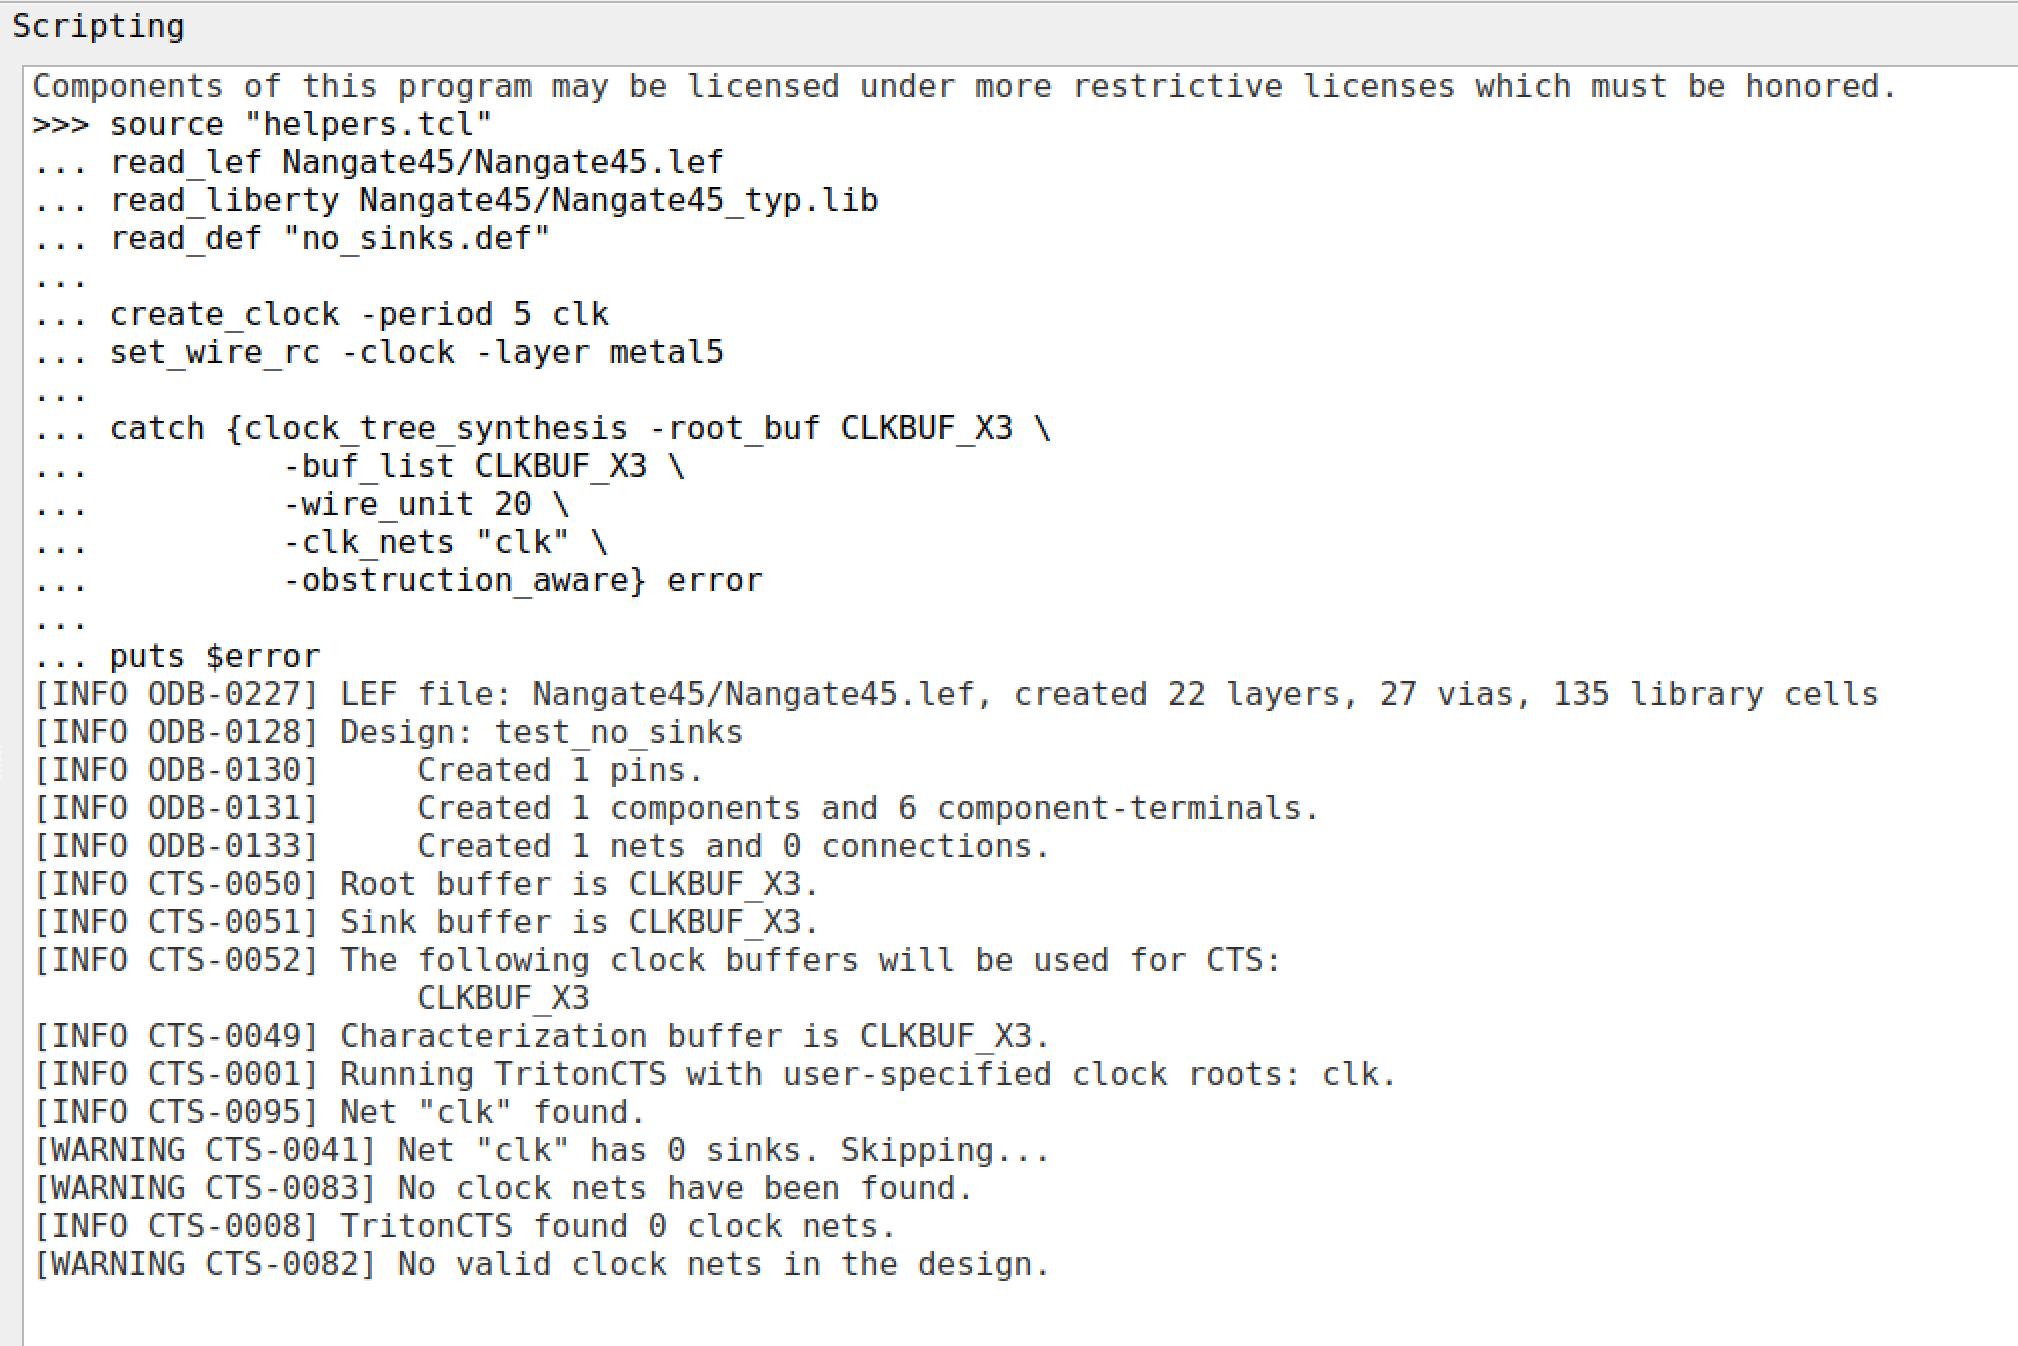 Scripting
Components of this program may be licensed under more restrictive licenses which must be honored.
>>> source "helpers.tcl"
... read_lef Nangate45/Nangate45.lef
... read_liberty Nangate45/Nangate45_typ.lib
... read_def "no_sinks.def"
...
... create_clock -period 5 clk
... set_wire_rc -clock -layer metal5
...
... catch {clock_tree_synthesis -root_buf CLKBUF_X3 \
...          -buf_list CLKBUF_X3 \
...          -wire_unit 20 \
...          -clk_nets "clk" \
...          -obstruction_aware} error
...
... puts $error
[INFO ODB-0227] LEF file: Nangate45/Nangate45.lef, created 22 layers, 27 vias, 135 library cells
[INFO ODB-0128] Design: test_no_sinks
[INFO ODB-0130]     Created 1 pins.
[INFO ODB-0131]     Created 1 components and 6 component-terminals.
[INFO ODB-0133]     Created 1 nets and 0 connections.
[INFO CTS-0050] Root buffer is CLKBUF_X3.
[INFO CTS-0051] Sink buffer is CLKBUF_X3.
[INFO CTS-0052] The following clock buffers will be used for CTS:
                    CLKBUF_X3
[INFO CTS-0049] Characterization buffer is CLKBUF_X3.
[INFO CTS-0001] Running TritonCTS with user-specified clock roots: clk.
[INFO CTS-0095] Net "clk" found.
[WARNING CTS-0041] Net "clk" has 0 sinks. Skipping...
[WARNING CTS-0083] No clock nets have been found.
[INFO CTS-0008] TritonCTS found 0 clock nets.
[WARNING CTS-0082] No valid clock nets in the design.